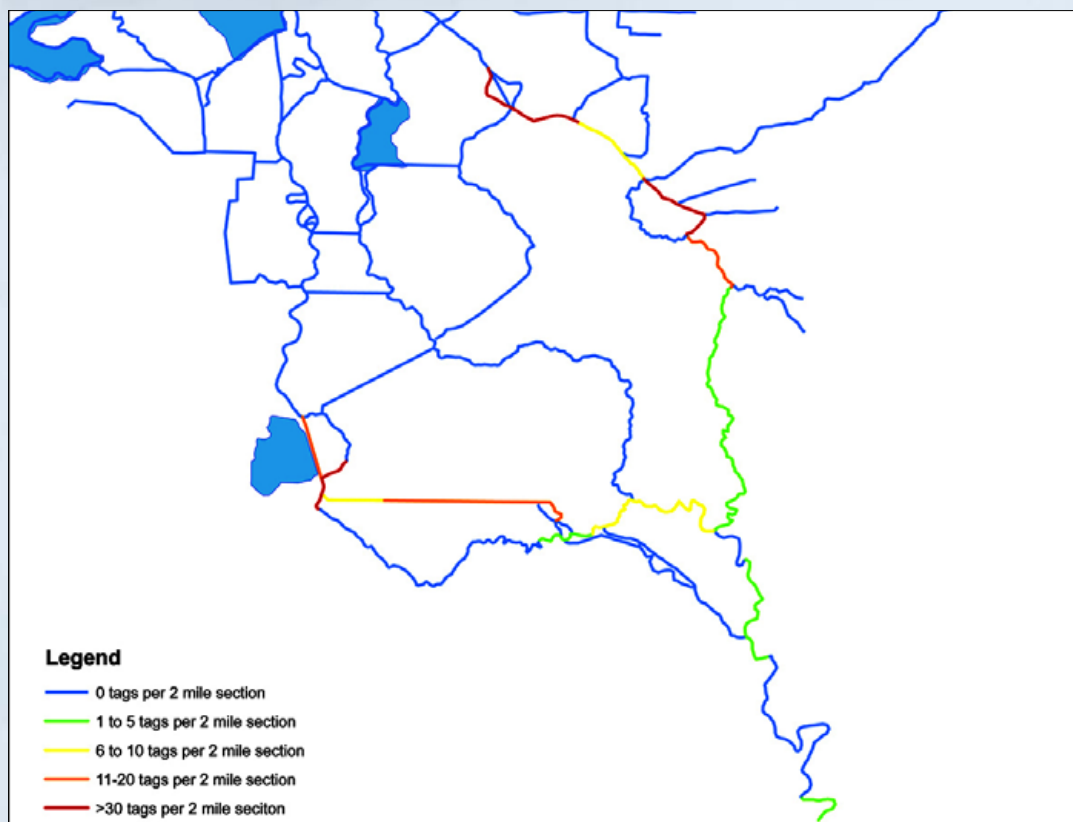 Legend
0 tags per 2 mile section
1 to 5 tags per 2 mile section
6 to 10 tags per 2 mile section
11-20 tags per 2 mile section
>30 tags per 2 mile seciton